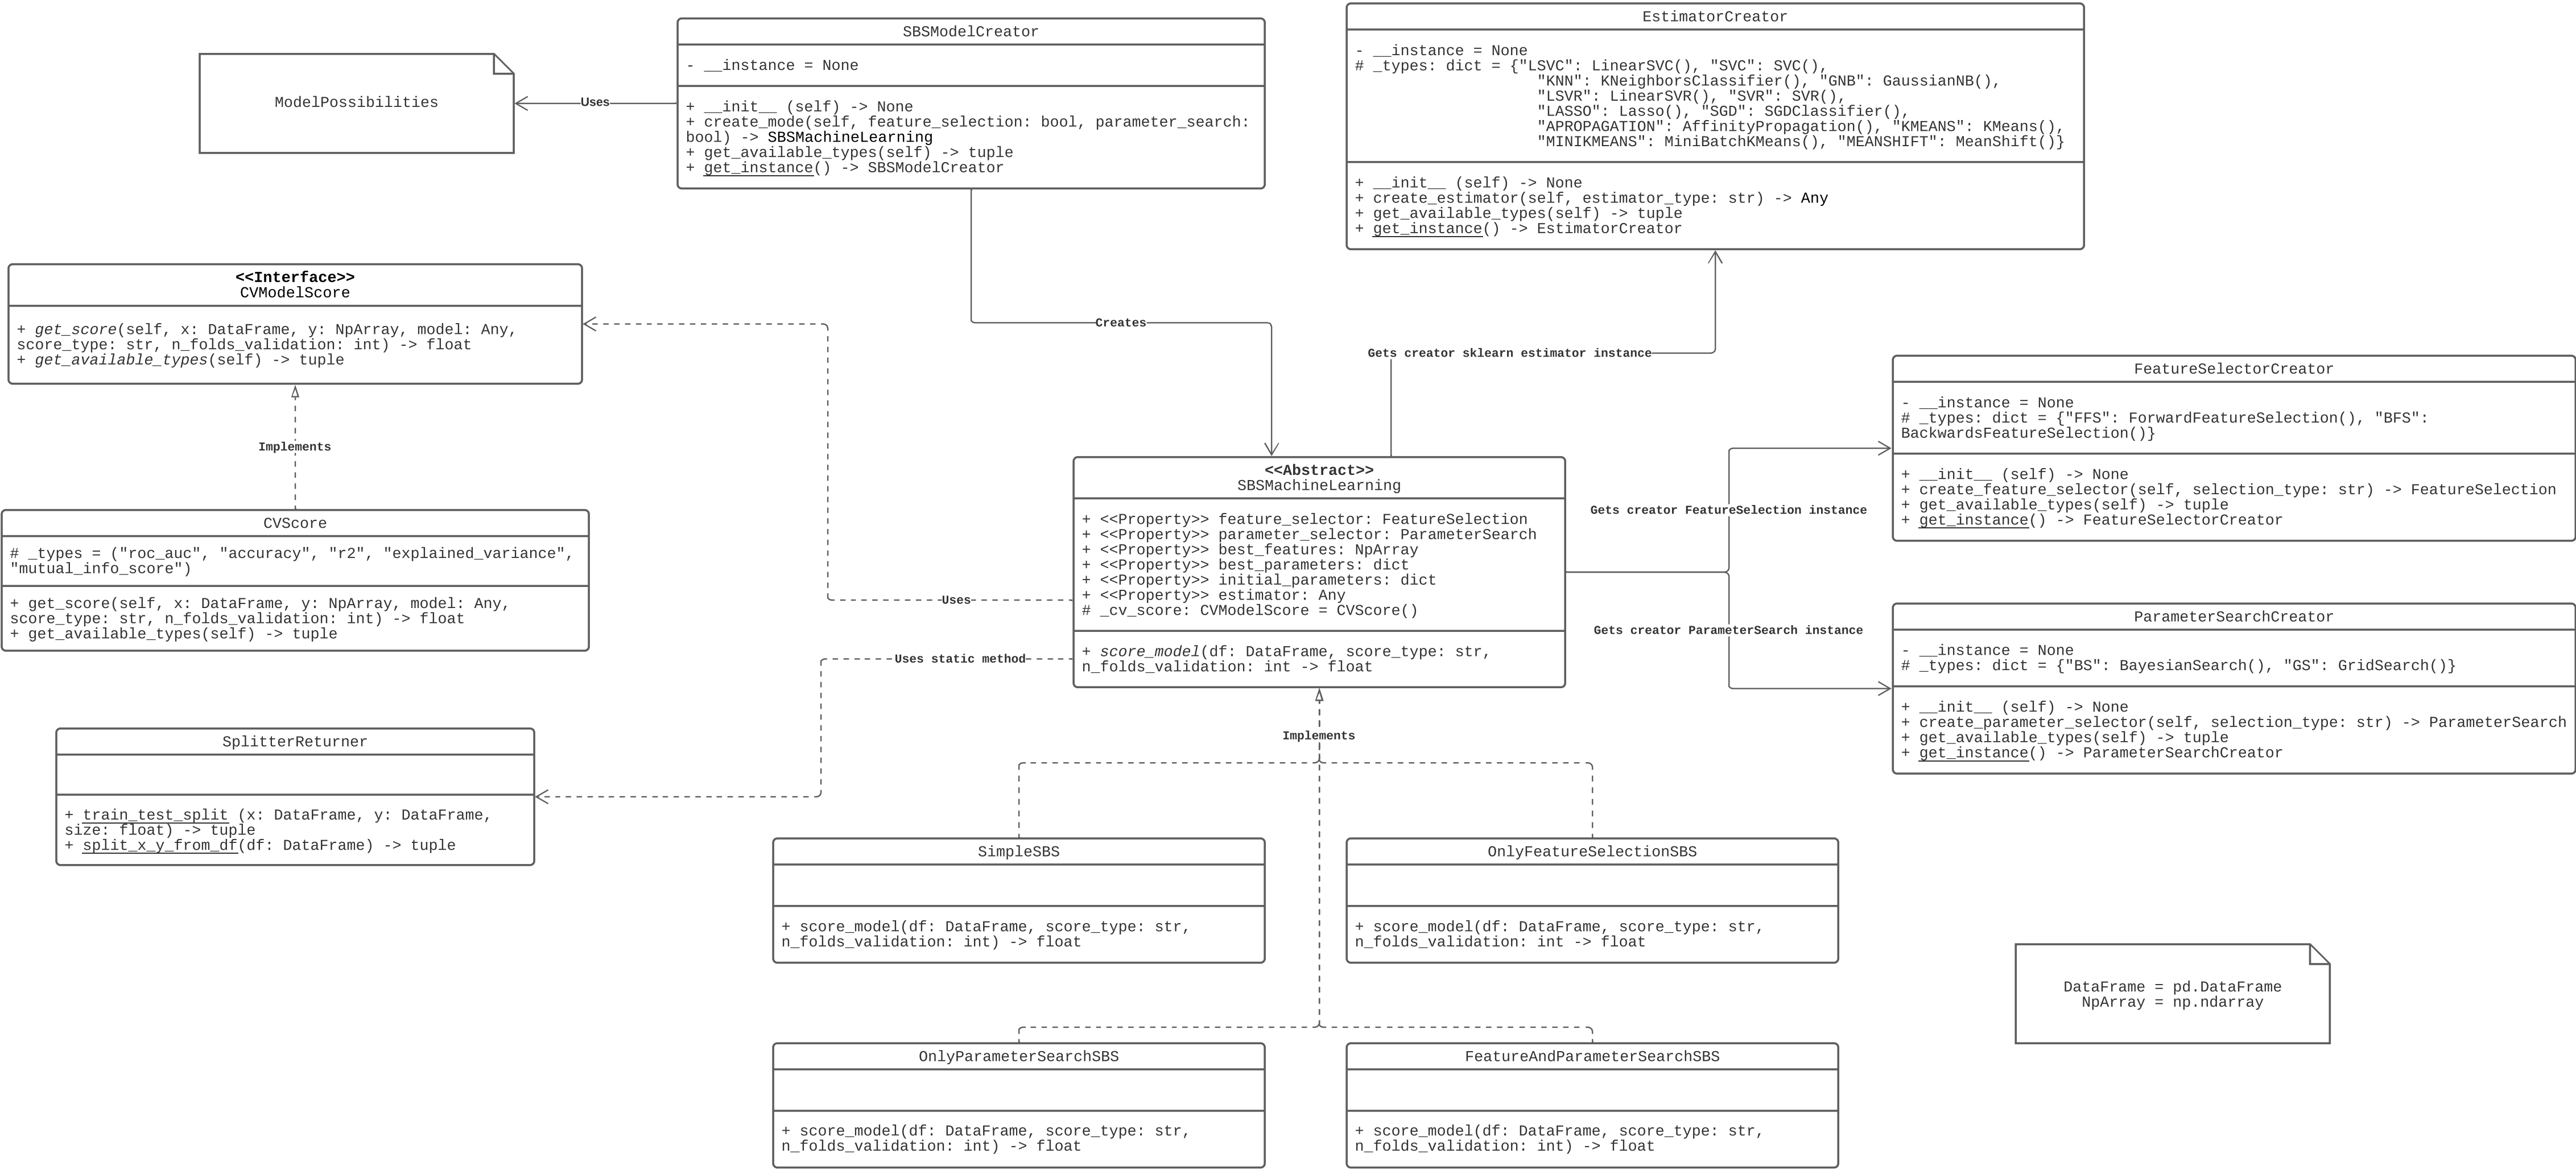 SBSModelCreator
- __instance = None
+ __init__ (self) -> None
+ create_mode(self, feature_selection: bool, parameter_search:
bool) -> SBSMachineLearning
+ get_available_types(self) -> tuple
+ get_instance() -> SBSModelCreator
EstimatorCreator
- __instance = None
# _types: dict = {"LSVC": LinearSVC(), "SVC": SVC(),
"KNN": KNeighborsClassifier(), "GNB": GaussianNB(),
"LSVR": LinearSVR(), "SVR": SVR(),
"LASSO": Lasso(), "SGD": SGDClassifier(),
"APROPAGATION": AffinityPropagation(), "KMEANS": KMeans(),
"MINIKMEANS": MiniBatchKMeans(), "MEANSHIFT": MeanShift()}
+ __init__ (self) -> None
+ create_estimator(self, estimator_type: str) -> Any
+ get_available_types(self) -> tuple
+ get_instance() -> EstimatorCreator
ModelPossibilities
Uses
<<Interface>>
CVModelScore
+ get_score(self, x: DataFrame, y: NpArray, model: Any,
score_type: str, n_folds_validation: int) -> float
+ get_available_types(self) -> tuple
Creates
Gets creator sklearn estimator instance
Implements
CVScore
# _types = ("roc_auc", "accuracy", "r2", "explained_variance",
"mutual_info_score")
+ get_score(self, x: DataFrame, y: NpArray, model: Any,
score_type: str, n_folds_validation: int) -> float
+ get_available_types(self) -> tuple
<<Abstract>>
SBSMachineLearning
+ <<Property>> feature_selector: FeatureSelection
+ <<Property>> parameter_selector: ParameterSearch
+ <<Property>> best_features: NpArray
+ <<Property>> best_parameters: dict
+ <<Property>> initial_parameters: dict
+ <<Property>> estimator: Any
# _cv_score: CVModelScore = CVScore()
+ score_model(df: DataFrame, score_type: str,
n_folds_validation: int -> float
Uses
Uses static method
Gets creator FeatureSelection instance
Gets creator ParameterSearch instance
FeatureSelectorCreator
- __instance = None
# _types: dict = {"FFS": ForwardFeatureSelection(), "BFS":
BackwardsFeatureSelection()}
+ __init__ (self) -> None
+ create_feature_selector(self, selection_type: str) -> FeatureSelection
+ get_available_types(self) -> tuple
+ get_instance() -> FeatureSelectorCreator
ParameterSearchCreator
- __instance = None
# _types: dict = {"BS": BayesianSearch(), "GS": GridSearch()}
+ __init__ (self) -> None
+ create_parameter_selector(self, selection_type: str) -> ParameterSearch
+ get_available_types(self) -> tuple
+ get_instance() -> ParameterSearchCreator
SplitterReturner
+ train_test_split (x: DataFrame, y: DataFrame,
size: float) -> tuple
+ split_x_y_from_df(df: DataFrame) -> tuple
Implements
SimpleSBS
+ score_model(df: DataFrame, score_type: str,
n_folds_validation: int) -> float
OnlyFeatureSelectionSBS
+ score_model(df: DataFrame, score_type: str,
n_folds_validation: int -> float
OnlyParameterSearchSBS
+ score_model(df: DataFrame, score_type: str,
n_folds_validation: int) -> float
FeatureAndParameterSearchSBS
+ score_model(df: DataFrame, score_type: str,
n_folds_validation: int) -> float
DataFrame = pd.DataFrame
NpArray = np.ndarray